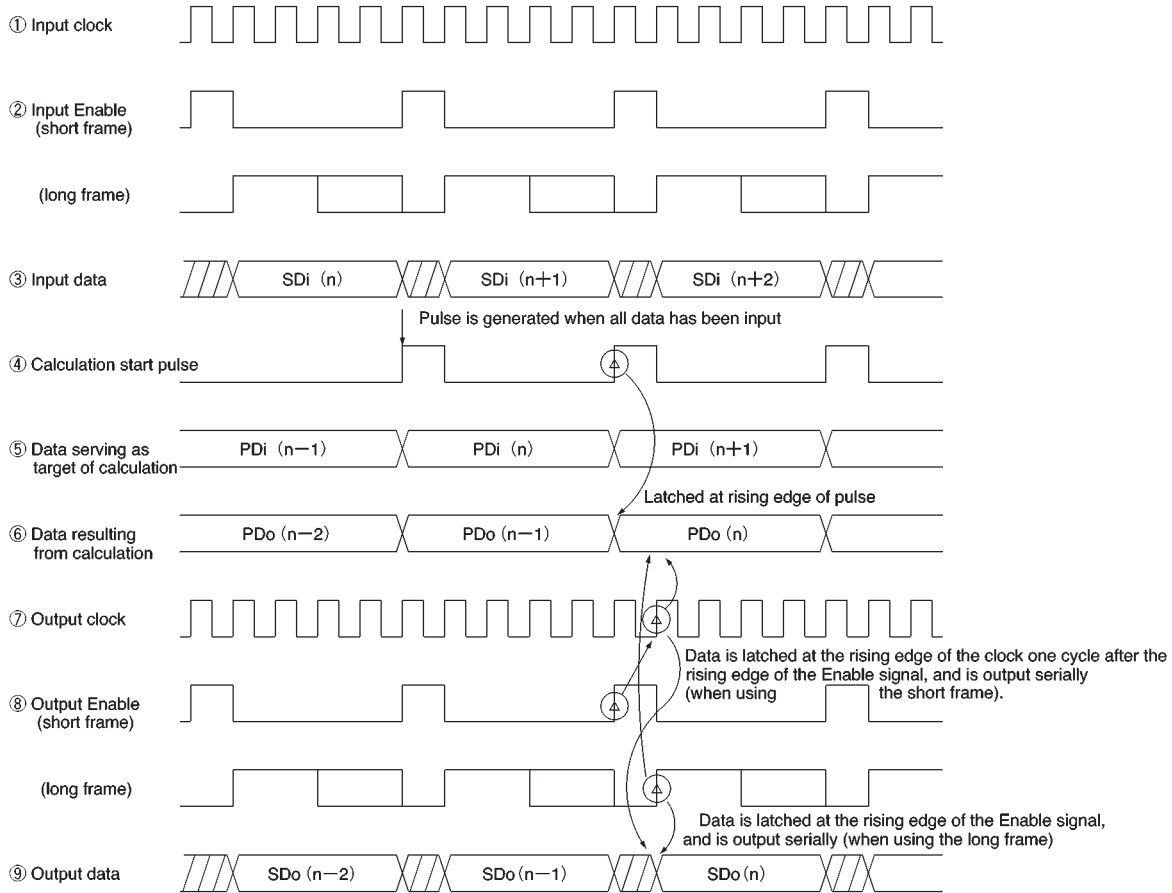 ① Input clock
② Input Enable
(short frame)
(long frame)
③ Input data
SDi (n)
SDi (n+1)
SDi (n+2)
Pulse is generated when all data has been input
④ Calculation start pulse
⑤ Data serving as
target of calculation
PDi (n−1)
PDi (n)
PDi (n+1)
Latched at rising edge of pulse
⑥ Data resulting
from calculation
PDo (n−2)
PDo (n−1)
PDo (n)
⑦ Output clock
Data is latched at the rising edge of the clock one cycle after the
rising edge of the Enable signal, and is output serially
(when using the short frame).
⑧ Output Enable
(short frame)
(long frame)
Data is latched at the rising edge of the Enable signal,
and is output serially (when using the long frame)
⑨ Output data
SDo (n−2)
SDo (n−1)
SDo (n)